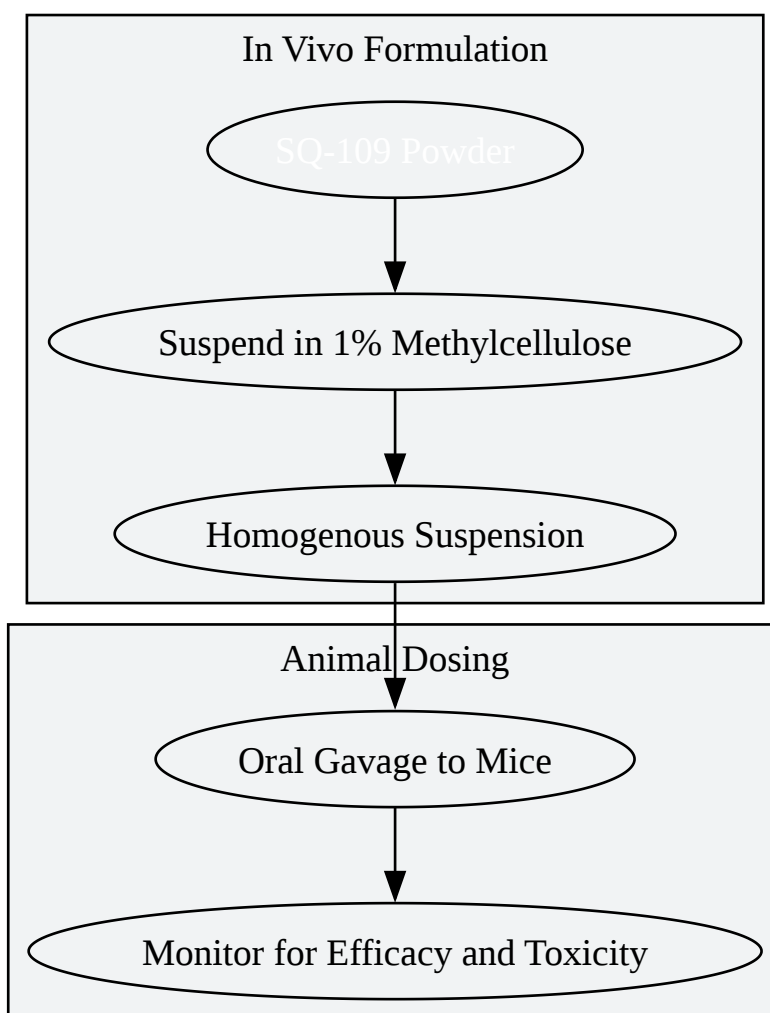 In Vivo Formulation
SQ-109 Powder
Suspend in 1% Methylcellulose
Homogenous Suspension
Animal Dosing
Oral Gavage to Mice
Monitor for Efficacy and Toxicity